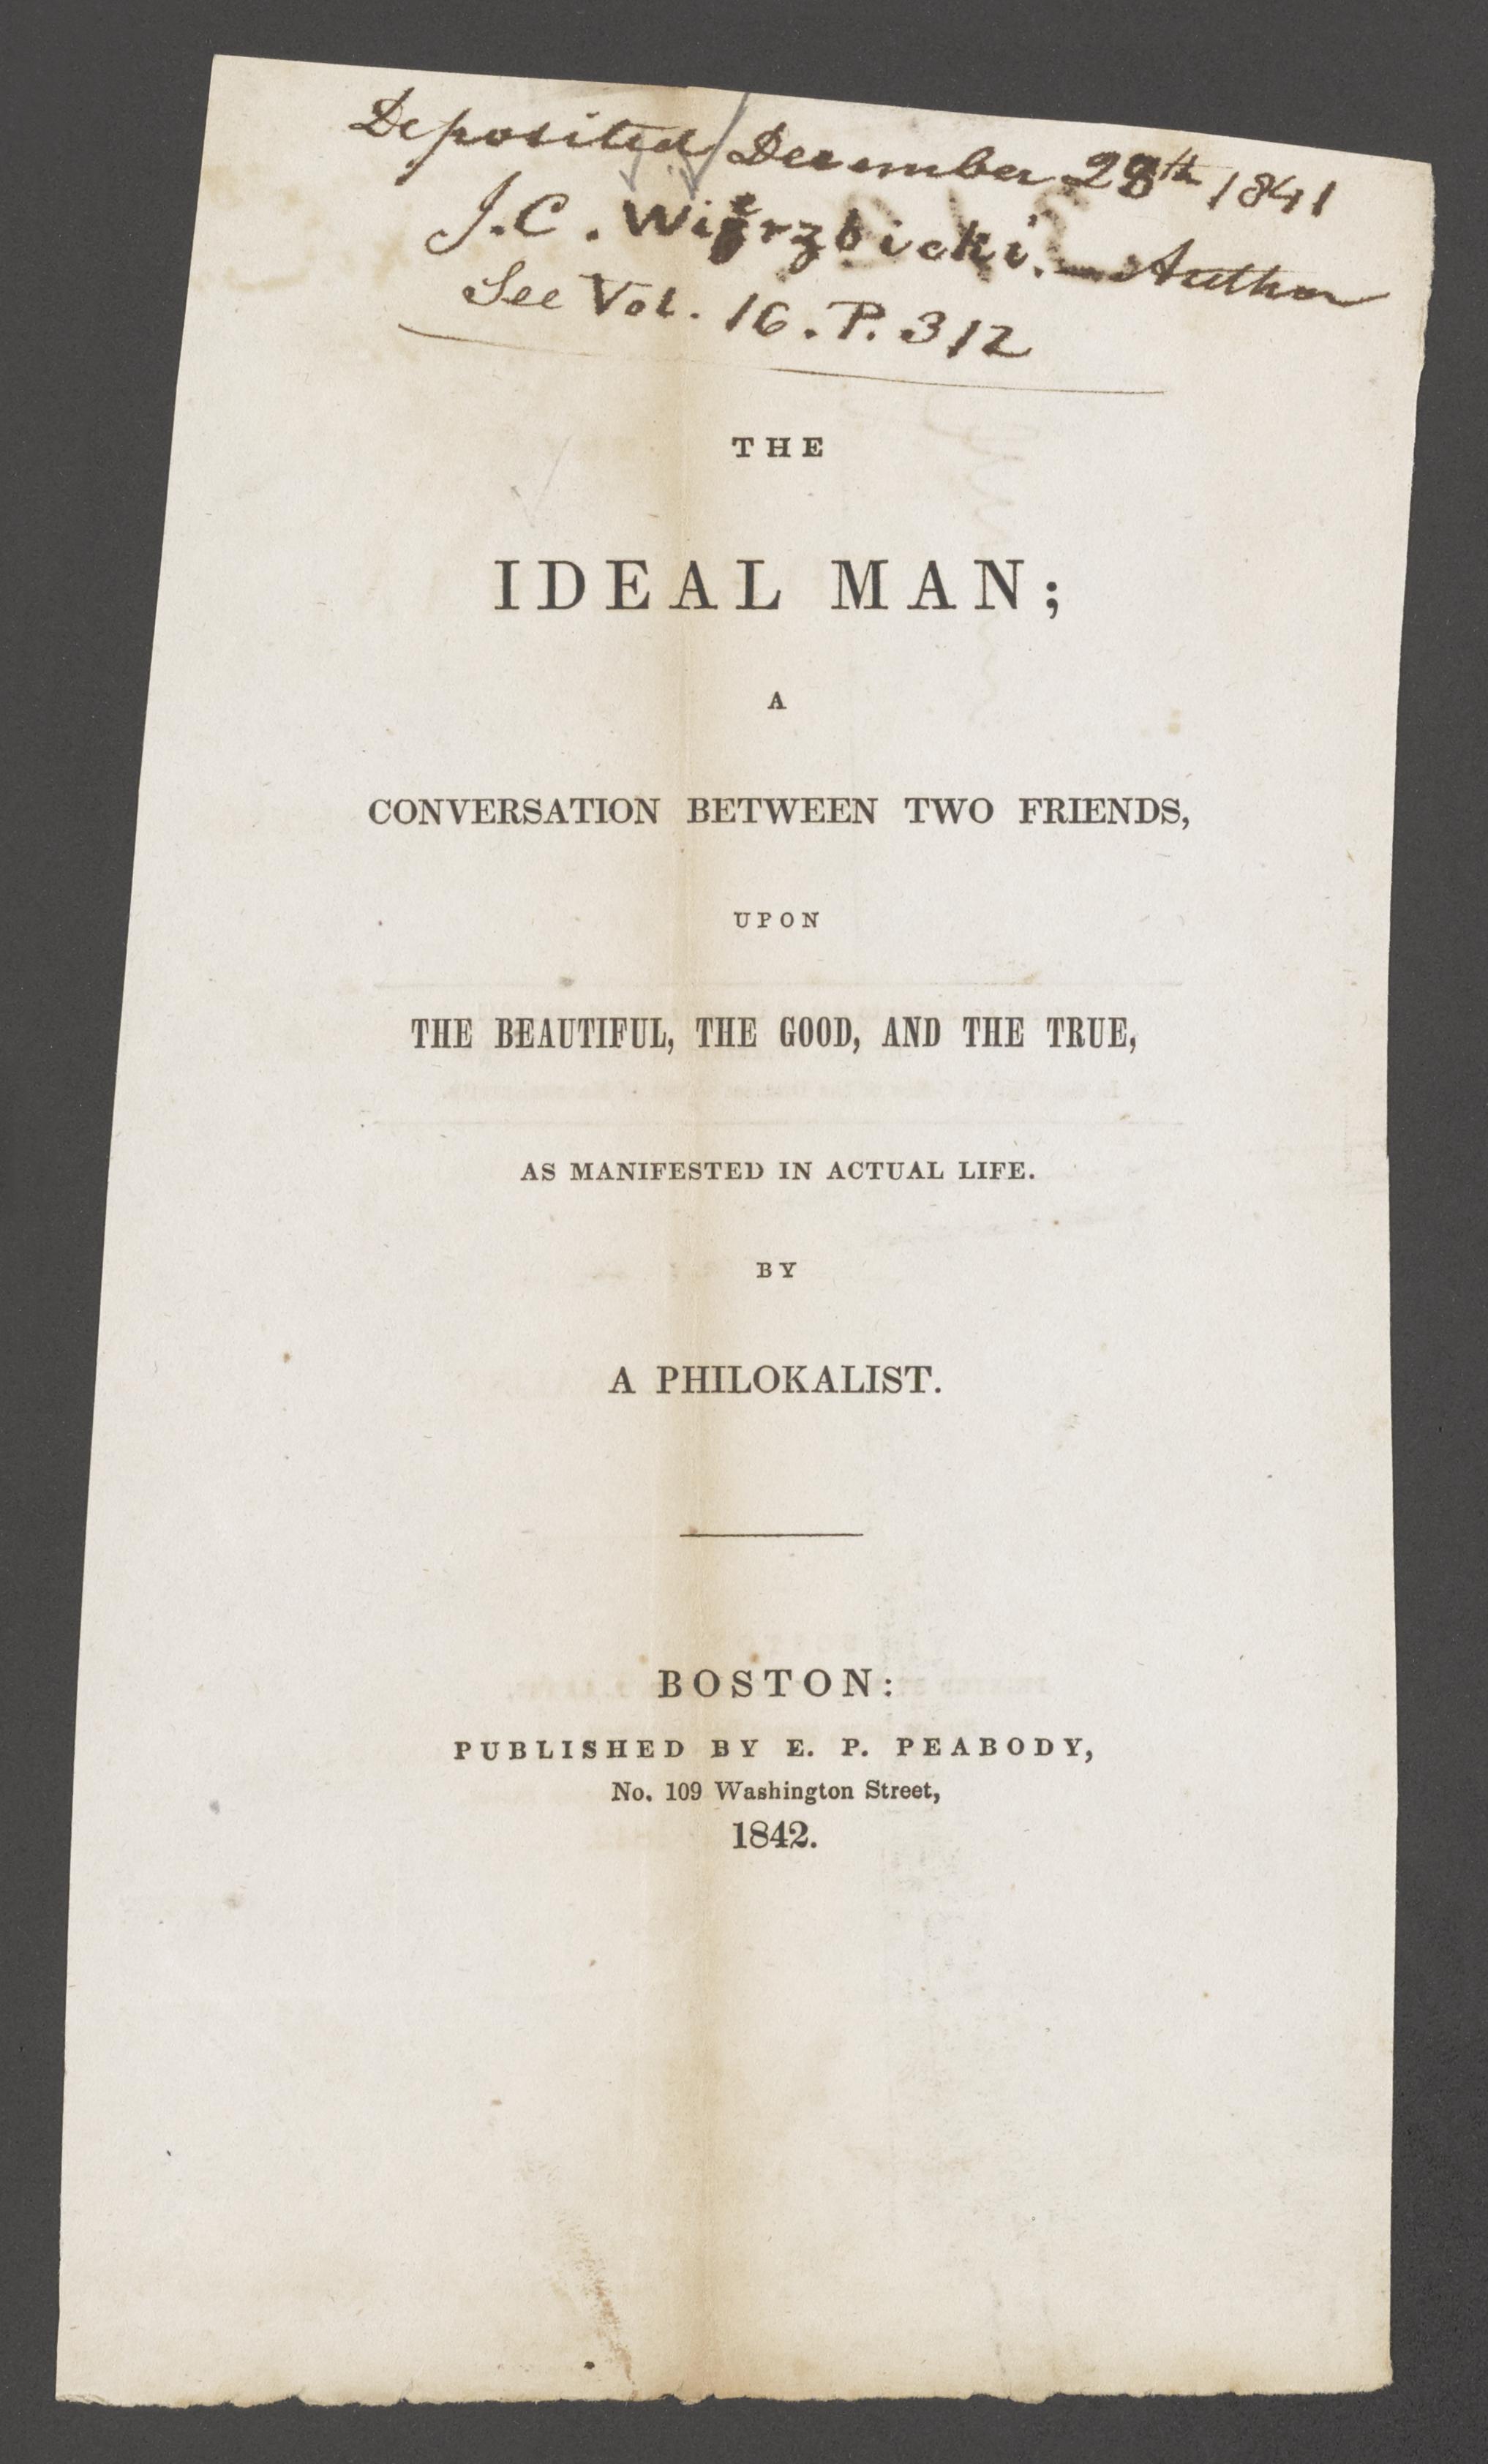 Deposited December 28th 1841
J.C. Wierzbicki. — Author
See Vol. 16. P. 312
THE
IDEAL MAN;
A
CONVERSATION BETWEEN TWO FRIENDS,
UPON
THE BEAUTIFUL, THE GOOD, AND THE TRUE,
AS MANIFESTED IN ACTUAL LIFE.
BY
A PHILOKALIST.
BOSTON:
PUBLISHED BY E. P. PEABODY,
No. 109 Washington Street,
1842.